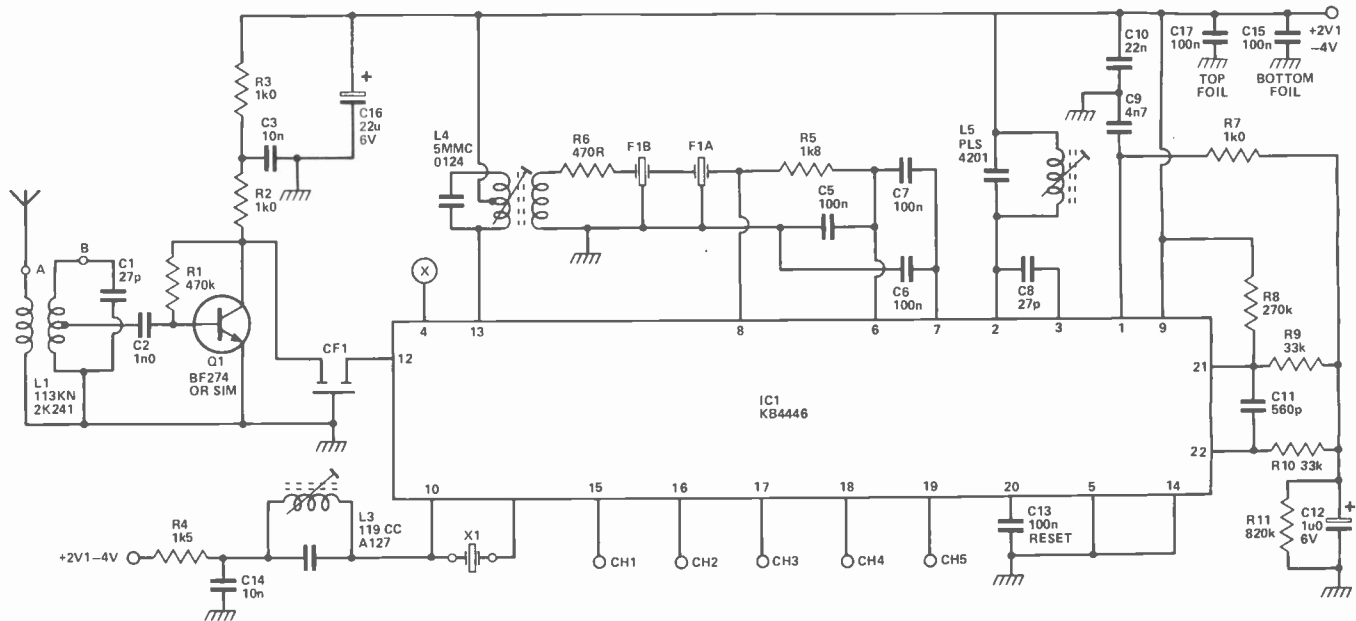 R3
1k0
C3
10n
R2
1k0
+
C16
22u
6V
A
B
C1
27p
R1
470k
C2
1n0
L1
113KN
2K241
Q1
BF274
OR SIM
CF1
L4
5MMC
0124
R6
470R
F1B
F1A
R5
1k8
C5
100n
C7
100n
C6
100n
L5
PLS
4201
C8
27p
C10
22n
C9
4n7
C17
100n
TOP
FOIL
C15
100n
BOTTOM
FOIL
+2V1
–4V
R7
1k0
R8
270k
R9
33k
C11
560p
R10 33k
R11
820k
C12
1u0
6V
+
X
4
13
8
6
7
2
3
1
9
12
21
22
IC1
KB4446
10
15
16
17
18
19
20
5
14
+2V1–4V
R4
1k5
C14
10n
L3
119 CC
A127
X1
CH1
CH2
CH3
CH4
CH5
C13
100n
RESET